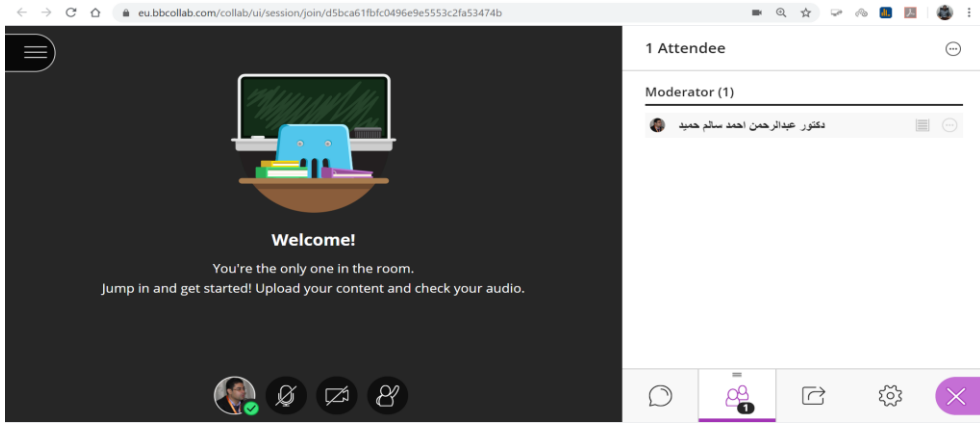 eu.bbcollab.com/collab/ui/session/join/d5bca61fbfc0496e9e5553c2fa53474b
1 Attendee
Moderator (1)
دكتور عبدالرحمن احمد سالم حميد
Welcome!
You're the only one in the room.
Jump in and get started! Upload your content and check your audio.
1